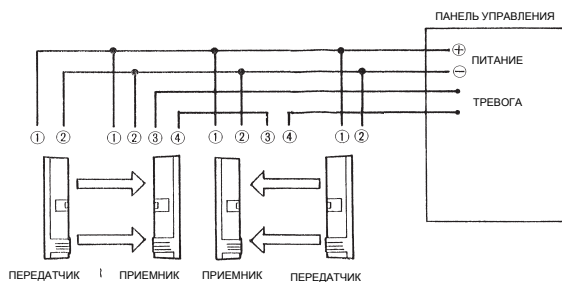 ПАНЕЛЬ УПРАВЛЕНИЯ
+ ПИТАНИЕ
−
ТРЕВОГА
① ② ① ② ③ ④ ① ② ③ ④ ① ②
ПЕРЕДАТЧИК ПРИЕМНИК ПРИЕМНИК ПЕРЕДАТЧИК